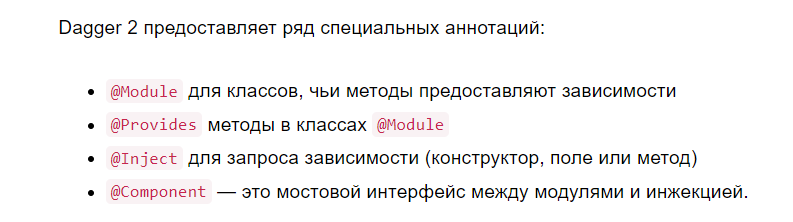 Dagger 2 предоставляет ряд специальных аннотаций:
• @Module для классов, чьи методы предоставляют зависимости
• @Provides методы в классах @Module
• @Inject для запроса зависимости (конструктор, поле или метод)
• @Component — это мостовой интерфейс между модулями и инжекцией.